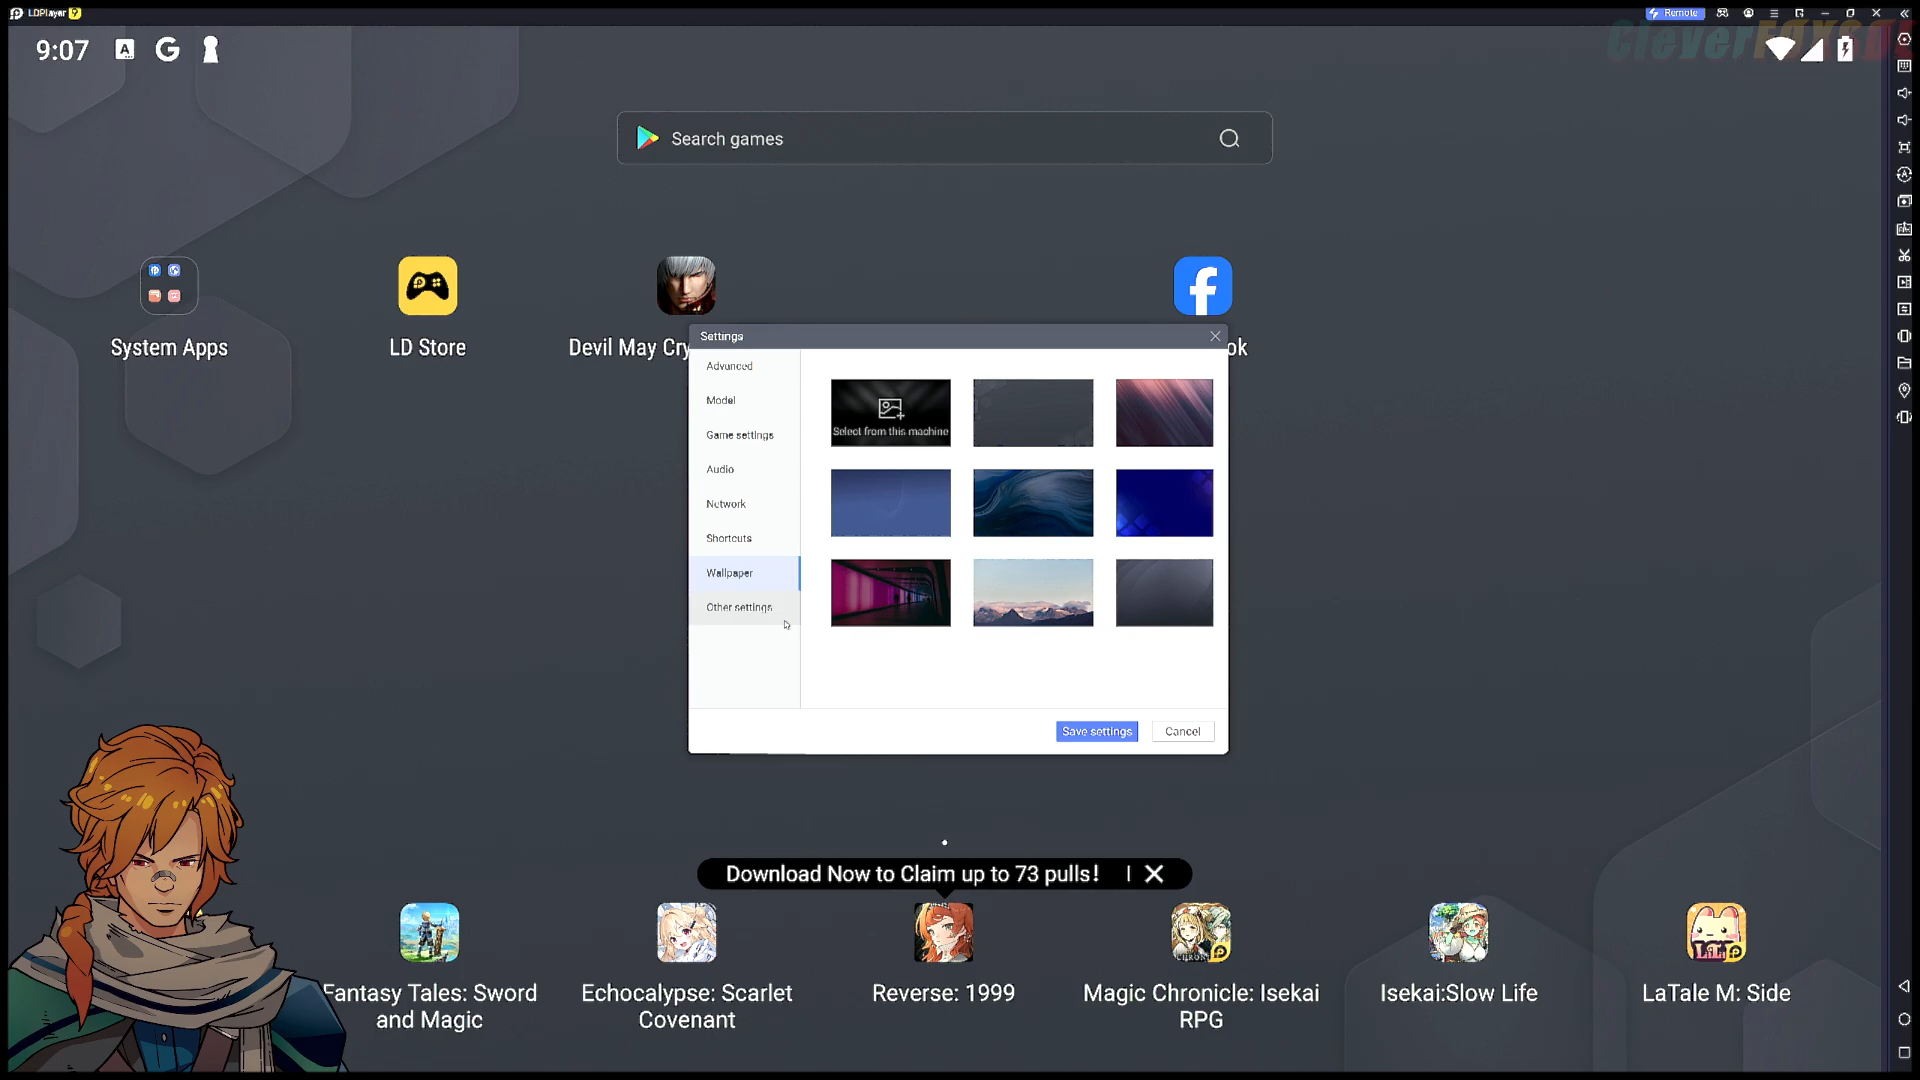 LDPlayer 9
Remote
CleverFox
9:07
A
G
Search games
System Apps
LD Store
Devil May Cry
ok
Settings
Advanced
Model
Game settings
Audio
Network
Shortcuts
Wallpaper
Other settings
Select from this machine
Save settings
Cancel
Download Now to Claim up to 73 pulls!
Fantasy Tales: Sword
and Magic
Echocalypse: Scarlet
Covenant
Reverse: 1999
Magic Chronicle: Isekai
RPG
Isekai:Slow Life
LaTale M: Side